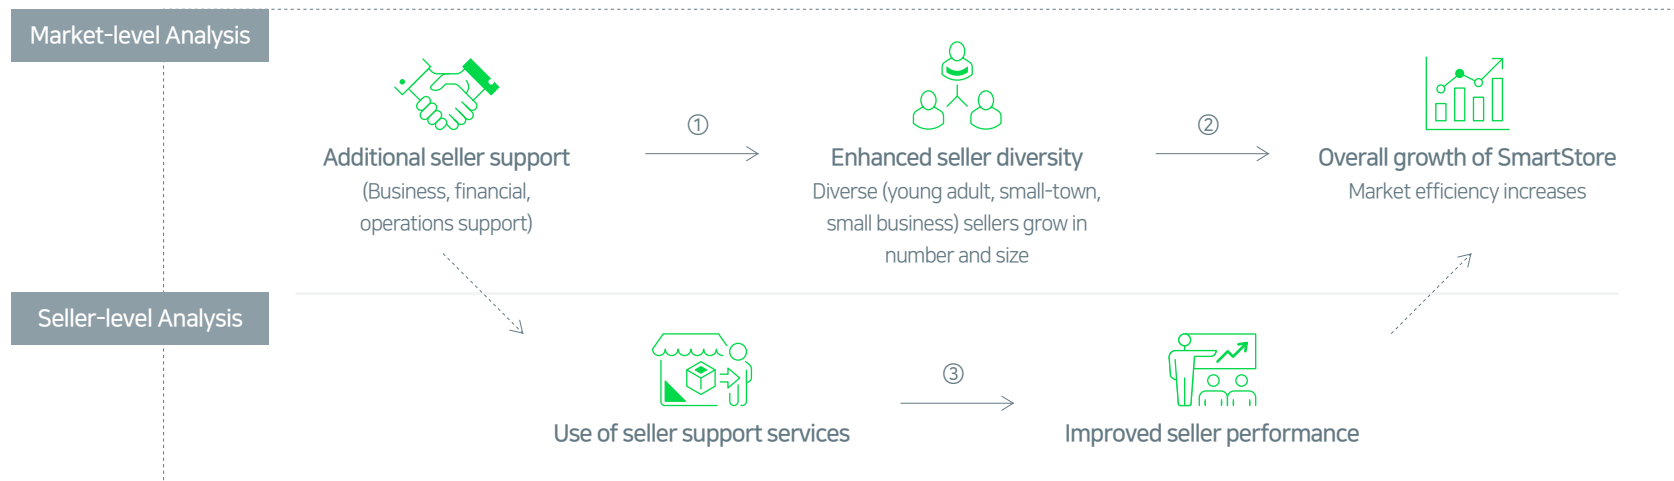 Market-level Analysis
①
②
Additional seller support
(Business, financial,
operations support)
Enhanced seller diversity
Diverse (young adult, small-town,
small business) sellers grow in
number and size
Overall growth of SmartStore
Market efficiency increases
Seller-level Analysis
③
Use of seller support services
Improved seller performance